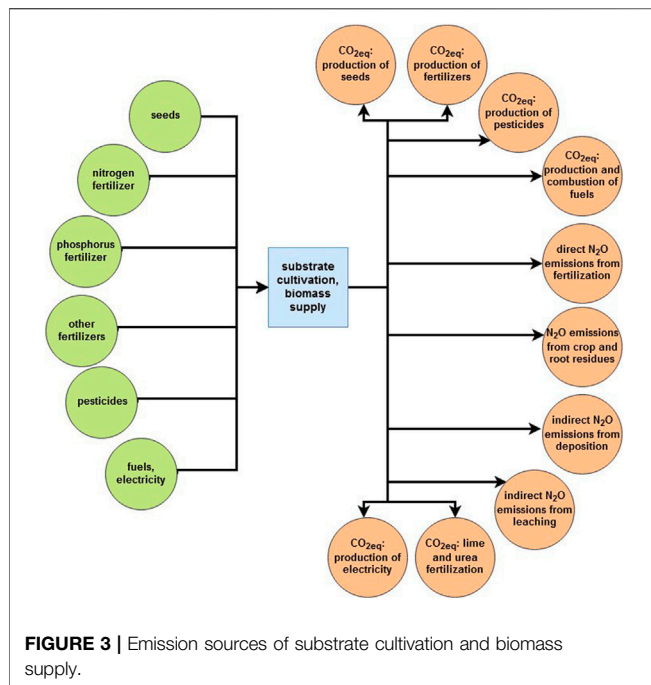 seeds
nitrogen
fertilizer
phosphorus
fertilizer
other
fertilizers
pesticides
fuels,
electricity
substrate
cultivation,
biomass
supply
CO₂eq:
production of
seeds
CO₂eq:
production of
fertilizers
CO₂eq:
production of
pesticides
CO₂eq:
production and
combustion of
fuels
direct N₂O
emissions from
fertilization
N₂O emissions
from crop and
root residues
indirect N₂O
emissions from
deposition
indirect N₂O
emissions from
leaching
CO₂eq: lime
and urea
fertilization
CO₂eq:
production of
electricity
FIGURE 3 | Emission sources of substrate cultivation and biomass
supply.